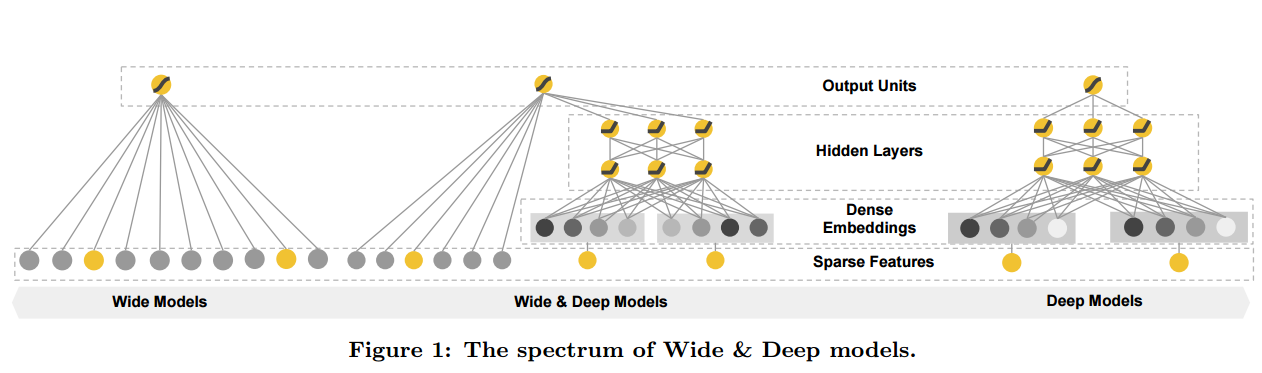 Output Units
Hidden Layers
Dense
Embeddings
Sparse Features
Wide Models
Wide & Deep Models
Deep Models
Figure 1: The spectrum of Wide & Deep models.